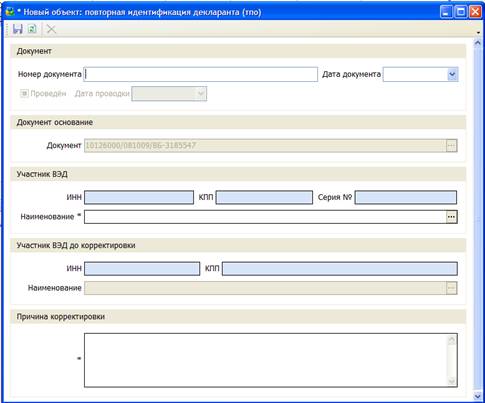 * Новый объект: повторная идентификация декларанта (тпо)
Документ
Номер документа Дата документа
Проведён Дата проводки
Документ основание
Документ 10126000/081009/ВБ-3185547 ...
Участник ВЭД
ИНН КПП Серия №
Наименование * ...
Участник ВЭД до корректировки
ИНН КПП
Наименование ...
Причина корректировки
*